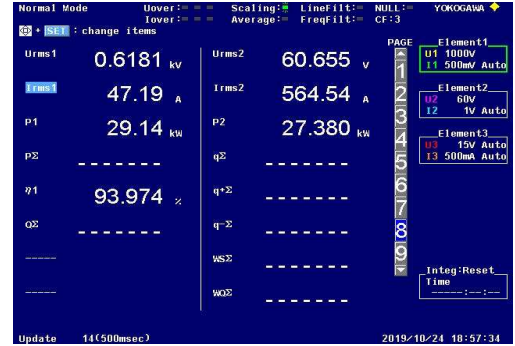 Normal Mode Uover:= = = Scaling:■ LineFilt:= NULL:= YOKOGAWA
Iover:= = = Average:= FreqFilt:= CF:3
+ SET : change items
PAGE
Urms1 0.6181 kV Urms2 60.655 V
Irms1 47.19 A Irms2 564.54 A
P1 29.14 kW P2 27.380 kW
PΣ ------- qΣ -------
η1 93.974 % q+Σ -------
QΣ ------- q-Σ -------
----- WSΣ -------
----- WQΣ -------
1
2
3
4
5
6
7
8
9
Element1
U1 1000V
I1 500mV Auto
Element2
U2 60V
I2 1V Auto
Element3
U3 15V Auto
I3 500mA Auto
Integ:Reset
Time
-----:--:--
Update 14(500msec) 2019/10/24 18:57:34